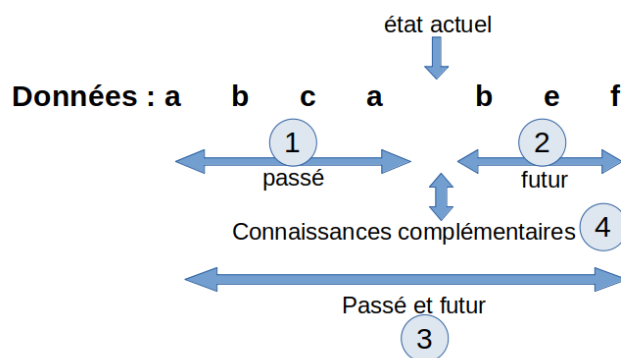 état actuel
Données : a b c a b e f
1 2
passé futur
Connaissances complémentaires 4
Passé et futur
3